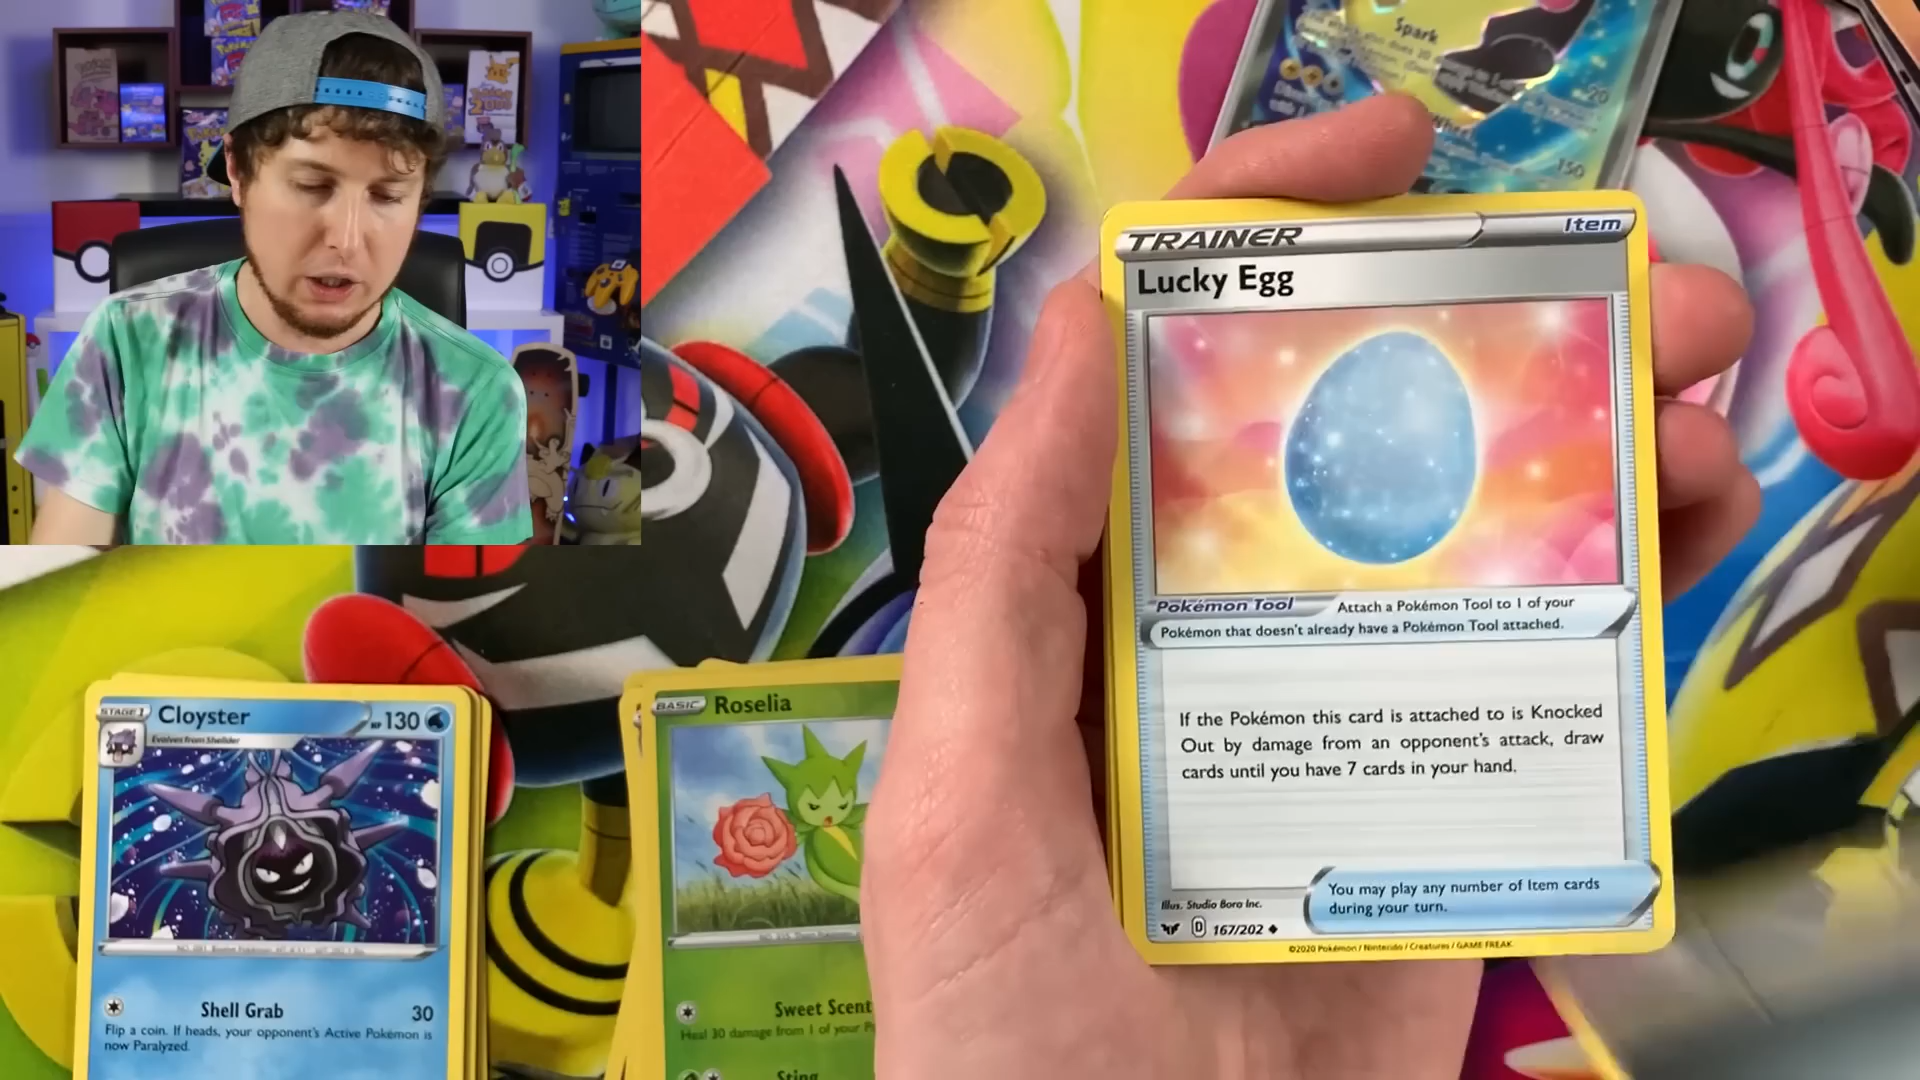 Spark
20
Wheel
150
TRAINER
Item
Lucky Egg
Pokémon Tool
Attach a Pokémon Tool to 1 of your
Pokémon that doesn't already have a Pokémon Tool attached.
If the Pokémon this card is attached to is Knocked
Out by damage from an opponent's attack, draw
cards until you have 7 cards in your hand.
You may play any number of Item cards
during your turn.
Illus. Studio Bora Inc.
D 167/202
©2020 Pokémon / Nintendo / Creatures / GAME FREAK
STAGE 1
Cloyster
HP 130
Evolves from Shellder
Shell Grab 30
Flip a coin. If heads, your opponent's Active Pokémon is
now Paralyzed.
BASIC
Roselia
Sweet Scent
Heal 30 damage from 1 of your
Sting